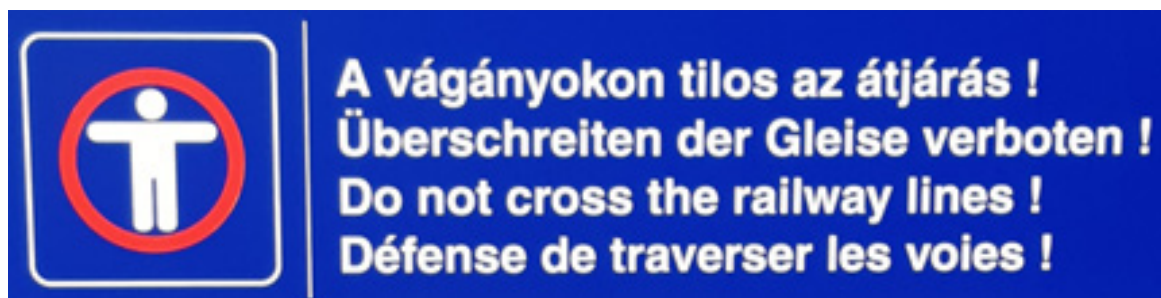 A vágányokon tilos az átjárás !
Überschreiten der Gleise verboten !
Do not cross the railway lines !
Défense de traverser les voies !